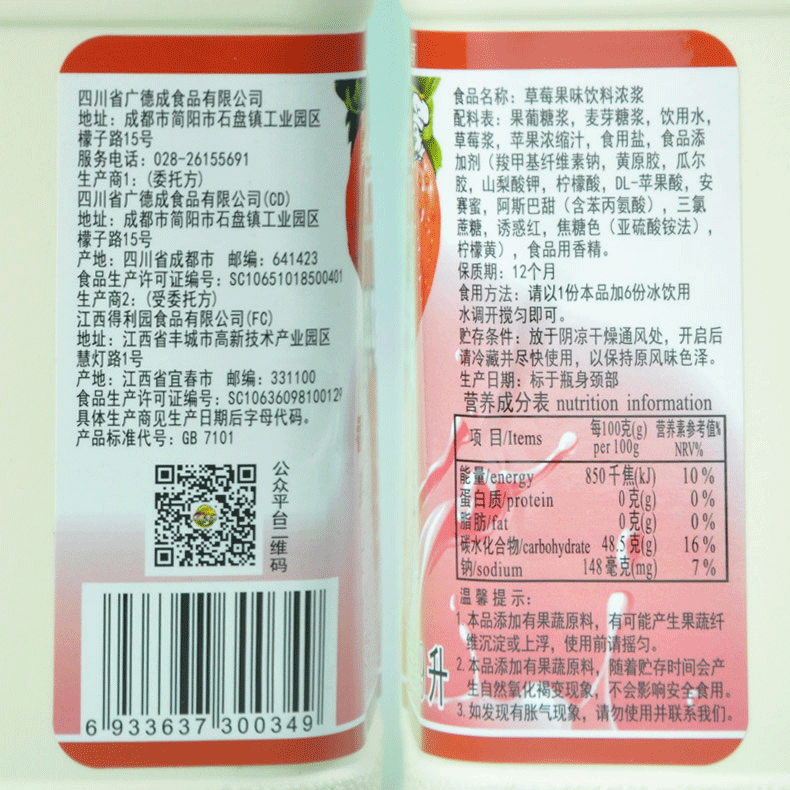 四川省广德成食品有限公司
地址：成都市简阳市石盘镇工业园区
檬子路15号
服务电话：028-26155691
生产商1：(委托方)
四川省广德成食品有限公司(CD)
地址：成都市简阳市石盘镇工业园区
檬子路15号
产地：四川省成都市 邮编：641423
食品生产许可证编号：SC10651018500401
生产商2：(受委托方)
江西得利园食品有限公司(FC)
地址：江西省丰城市高新技术产业园区
慧灯路1号
产地：江西省宜春市 邮编：331100
食品生产许可证编号：SC1063609810012
具体生产商见生产日期后字母代码。
产品标准代号：GB 7101
公众平台二维码
6 933637 300349
食品名称：草莓果味饮料浓浆
配料表：果葡糖浆，麦芽糖浆，饮用水，
草莓浆，苹果浓缩汁，食用盐，食品添
加剂（羧甲基纤维素钠，黄原胶，瓜尔
胶，山梨酸钾，柠檬酸，DL-苹果酸，安
赛蜜，阿斯巴甜（含苯丙氨酸），三氯
蔗糖，诱惑红，焦糖色（亚硫酸铵法），
柠檬黄），食品用香精。
保质期：12个月
食用方法：请以1份本品加6份冰饮用
水调开搅匀即可。
贮存条件：放于阴凉干燥通风处，开启后
请冷藏并尽快使用，以保持原风味色泽。
生产日期：标于瓶身颈部
营养成分表 nutrition information
项 目/Items 每100克(g) per 100g 营养素参考值% NRV%
能量/energy 850千焦(kJ) 10%
蛋白质/protein 0克(g) 0%
脂肪/fat 0克(g) 0%
碳水化合物/carbohydrate 48.5克(g) 16%
钠/sodium 148毫克(mg) 7%
温馨提示：
1.本品添加有果蔬原料，有可能产生果蔬纤
维沉淀或上浮，使用前请摇匀。
2.本品添加有果蔬原料，随着贮存时间会产
生自然氧化褐变现象，不会影响安全食用。
3.如发现有胀气现象，请勿使用并联系我们。
升